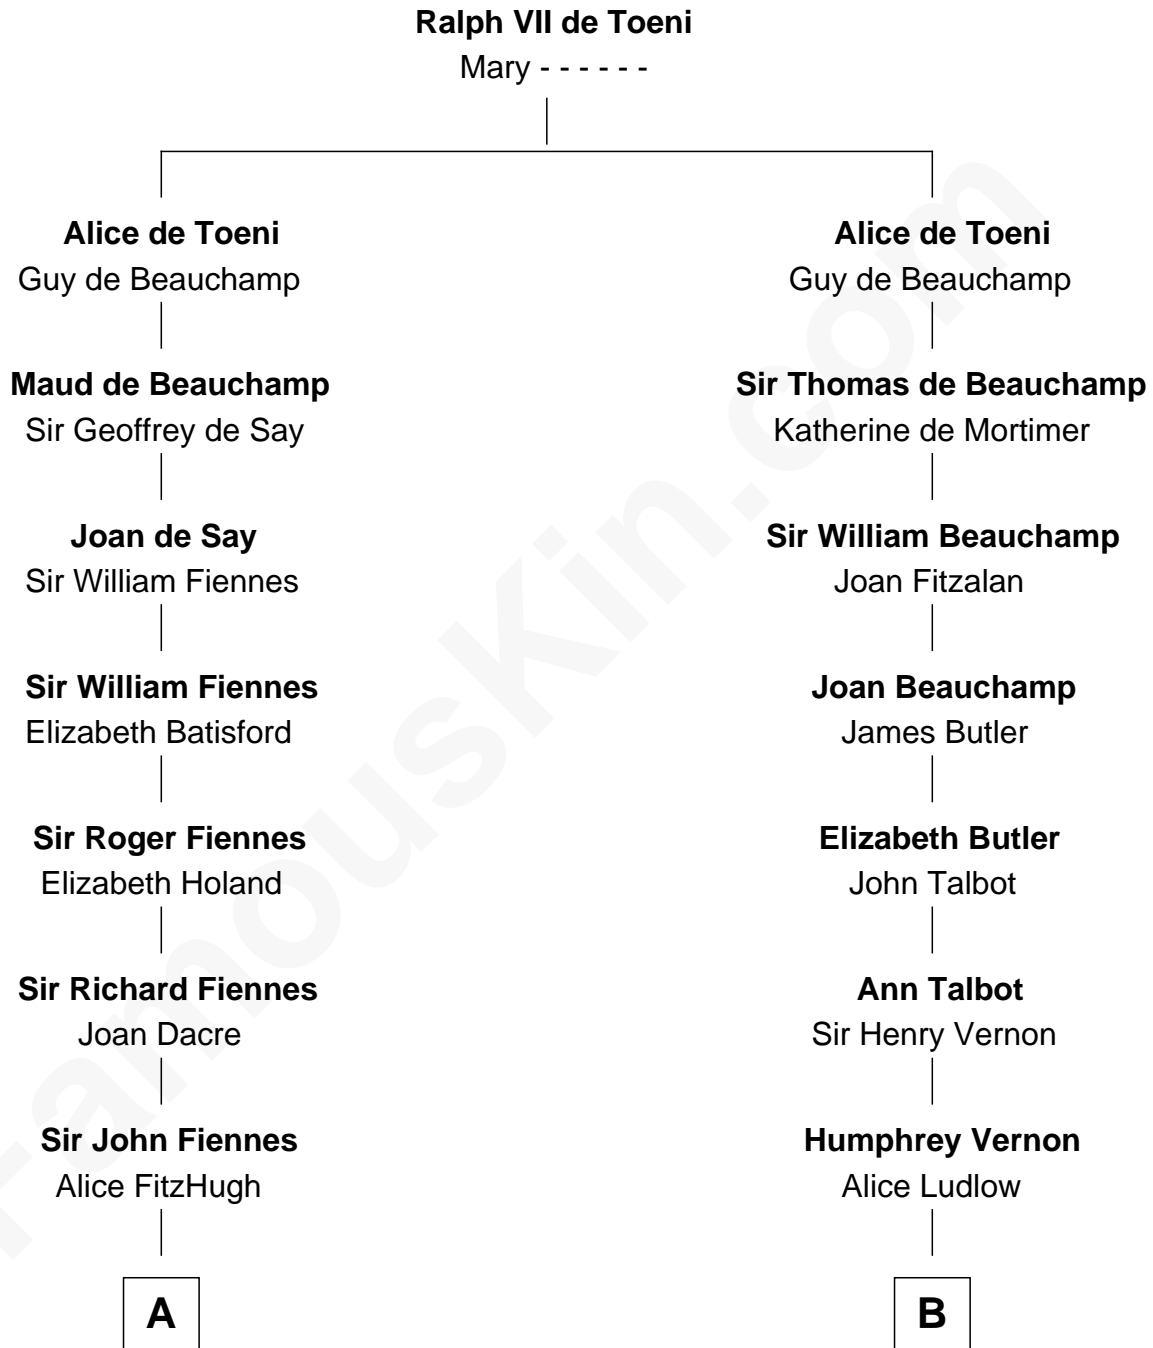 Ralph VII de Toeni
Mary - - - - - -
Alice de Toeni
Guy de Beauchamp
Maud de Beauchamp
Sir Geoffrey de Say
Joan de Say
Sir William Fiennes
Sir William Fiennes
Elizabeth Batisford
Sir Roger Fiennes
Elizabeth Holand
Sir Richard Fiennes
Joan Dacre
Sir John Fiennes
Alice FitzHugh
A
Alice de Toeni
Guy de Beauchamp
Sir Thomas de Beauchamp
Katherine de Mortimer
Sir William Beauchamp
Joan Fitzalan
Joan Beauchamp
James Butler
Elizabeth Butler
John Talbot
Ann Talbot
Sir Henry Vernon
Humphrey Vernon
Alice Ludlow
B
FamousKin.com